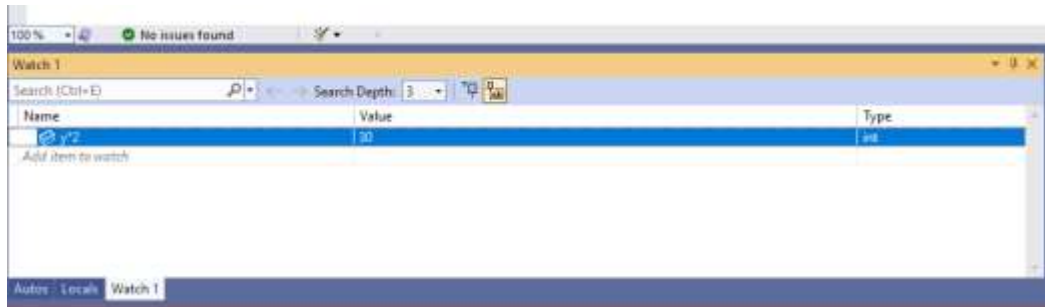 100 % No issues found
Watch 1
Search (Ctrl+E) Search Depth: 3
Name Value Type
y*2 30 int
Add item to watch
Autos Locals Watch 1